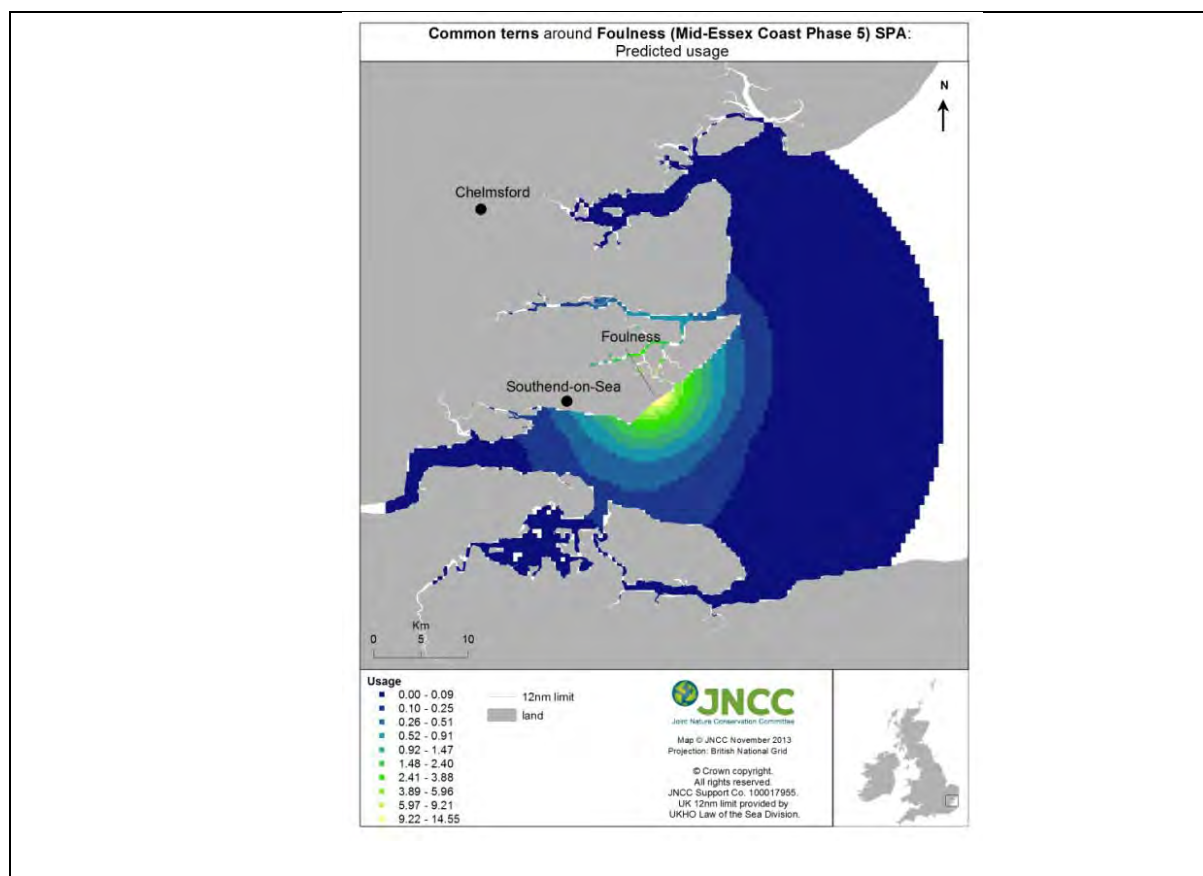 Common terns around Foulness (Mid-Essex Coast Phase 5) SPA:
Predicted usage
N
Chelmsford
Foulness
Southend-on-Sea
Km
0 5 10
Usage
0.00 - 0.09
0.10 - 0.25
0.26 - 0.51
0.52 - 0.91
0.92 - 1.47
1.48 - 2.40
2.41 - 3.88
3.89 - 5.96
5.97 - 9.21
9.22 - 14.55
12nm limit
land
JNCC
Joint Nature Conservation Committee
Map © JNCC November 2013
Projection: British National Grid
© Crown copyright.
All rights reserved.
JNCC Support Co. 100017955.
UK 12nm limit provided by
UKHO Law of the Sea Division.